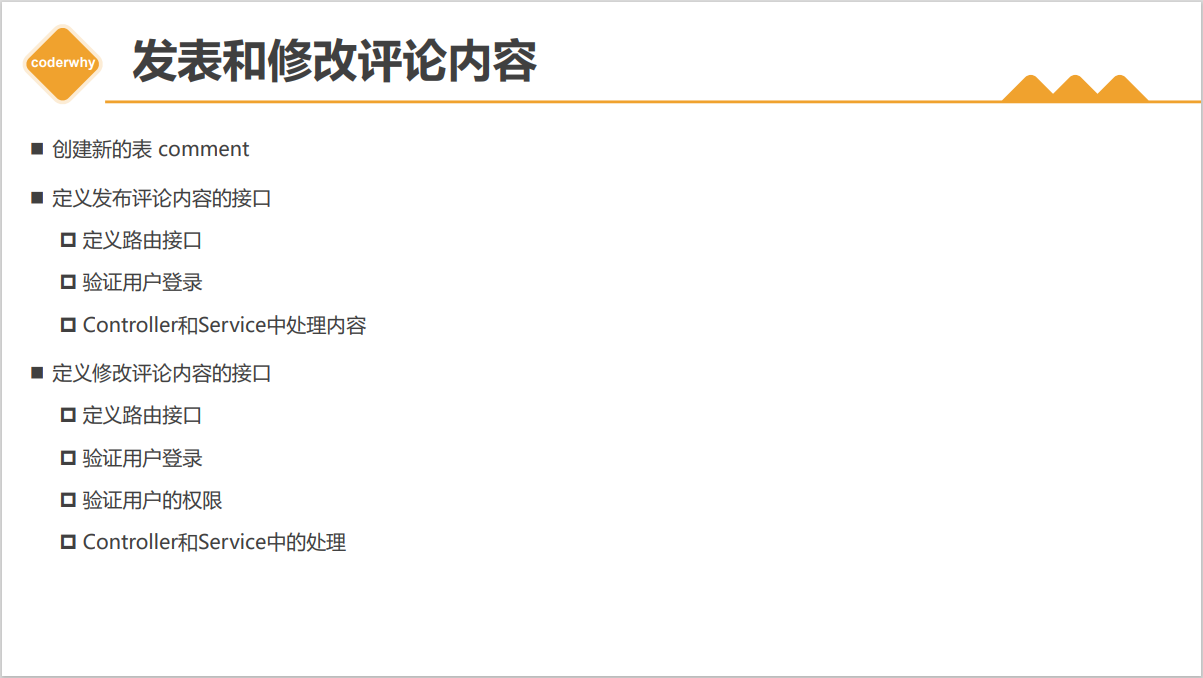 coderwhy
发表和修改评论内容
创建新的表 comment
定义发布评论内容的接口
定义路由接口
验证用户登录
Controller和Service中处理内容
定义修改评论内容的接口
定义路由接口
验证用户登录
验证用户的权限
Controller和Service中的处理